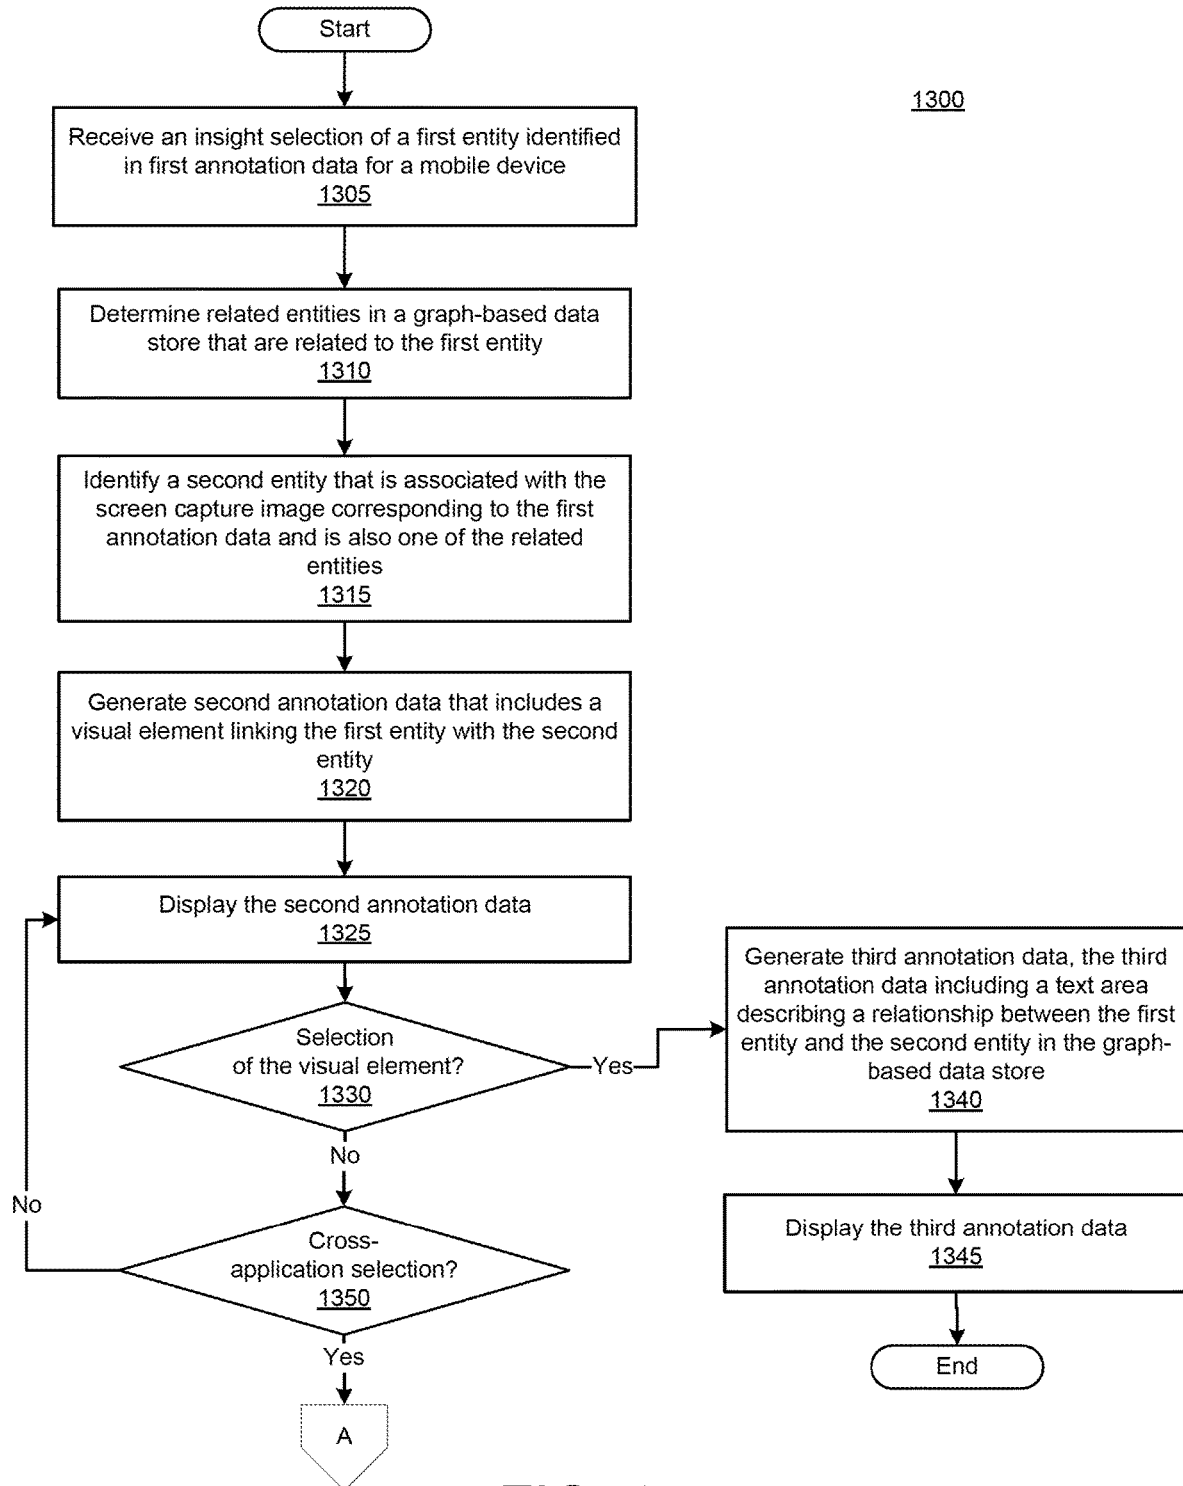 Start
1300
Receive an insight selection of a first entity identified
in first annotation data for a mobile device
1305
Determine related entities in a graph-based data
store that are related to the first entity
1310
Identify a second entity that is associated with the
screen capture image corresponding to the first
annotation data and is also one of the related
entities
1315
Generate second annotation data that includes a
visual element linking the first entity with the second
entity
1320
Display the second annotation data
1325
Selection
of the visual element?
1330
Yes
Generate third annotation data, the third
annotation data including a text area
describing a relationship between the first
entity and the second entity in the graph-
based data store
1340
No
Display the third annotation data
1345
No
Cross-
application selection?
1350
Yes
End
A